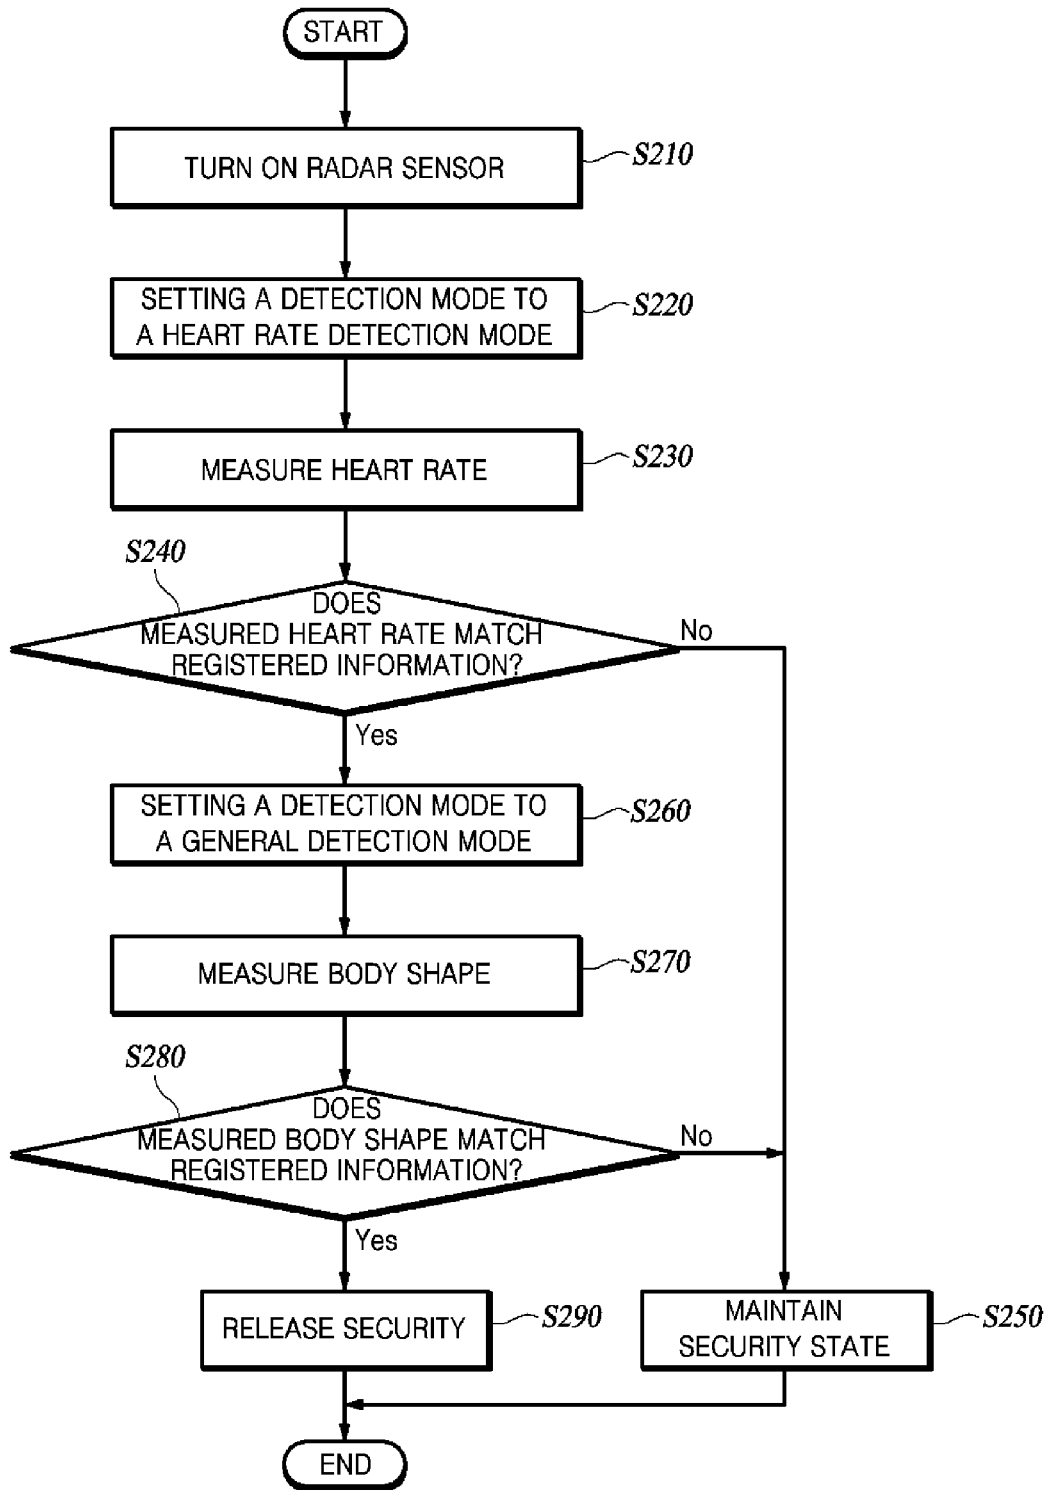 START
TURN ON RADAR SENSOR
S210
SETTING A DETECTION MODE TO
A HEART RATE DETECTION MODE
S220
MEASURE HEART RATE
S230
S240
DOES
MEASURED HEART RATE MATCH
REGISTERED INFORMATION?
No
Yes
SETTING A DETECTION MODE TO
A GENERAL DETECTION MODE
S260
MEASURE BODY SHAPE
S270
S280
DOES
MEASURED BODY SHAPE MATCH
REGISTERED INFORMATION?
No
Yes
RELEASE SECURITY
S290
MAINTAIN
SECURITY STATE
S250
END